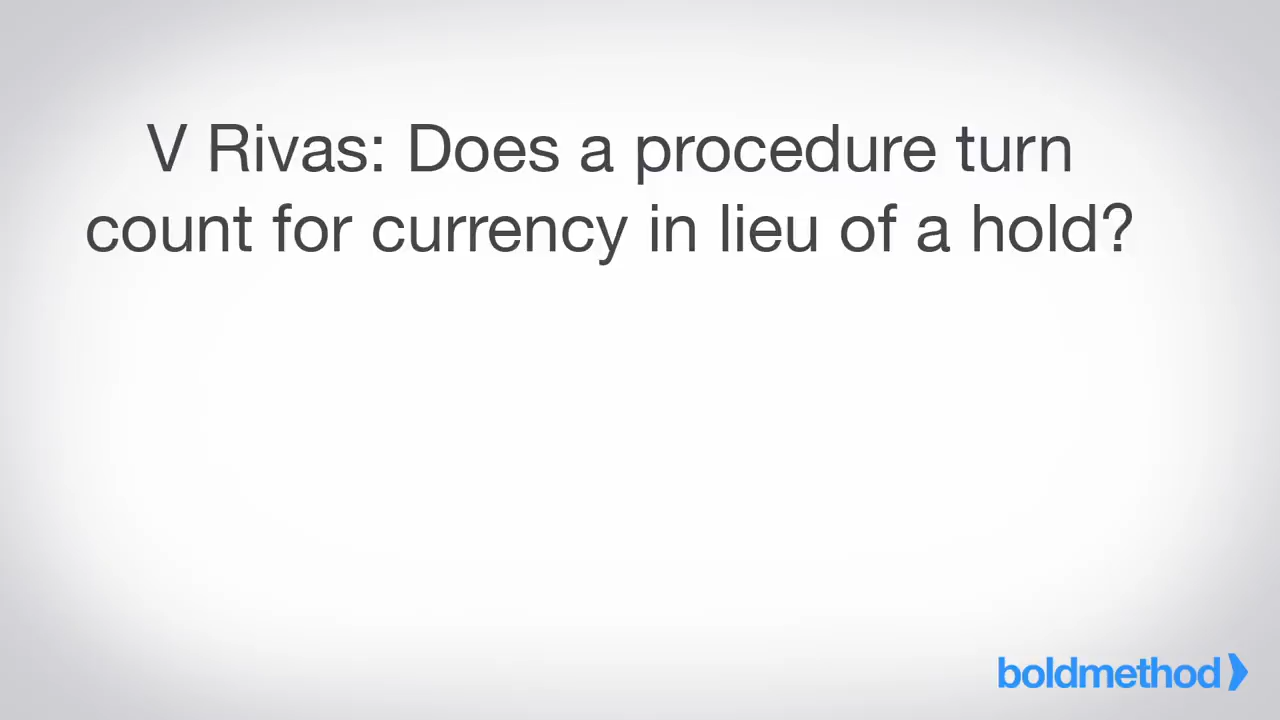 V Rivas: Does a procedure turn
count for currency in lieu of a hold?
boldmethod